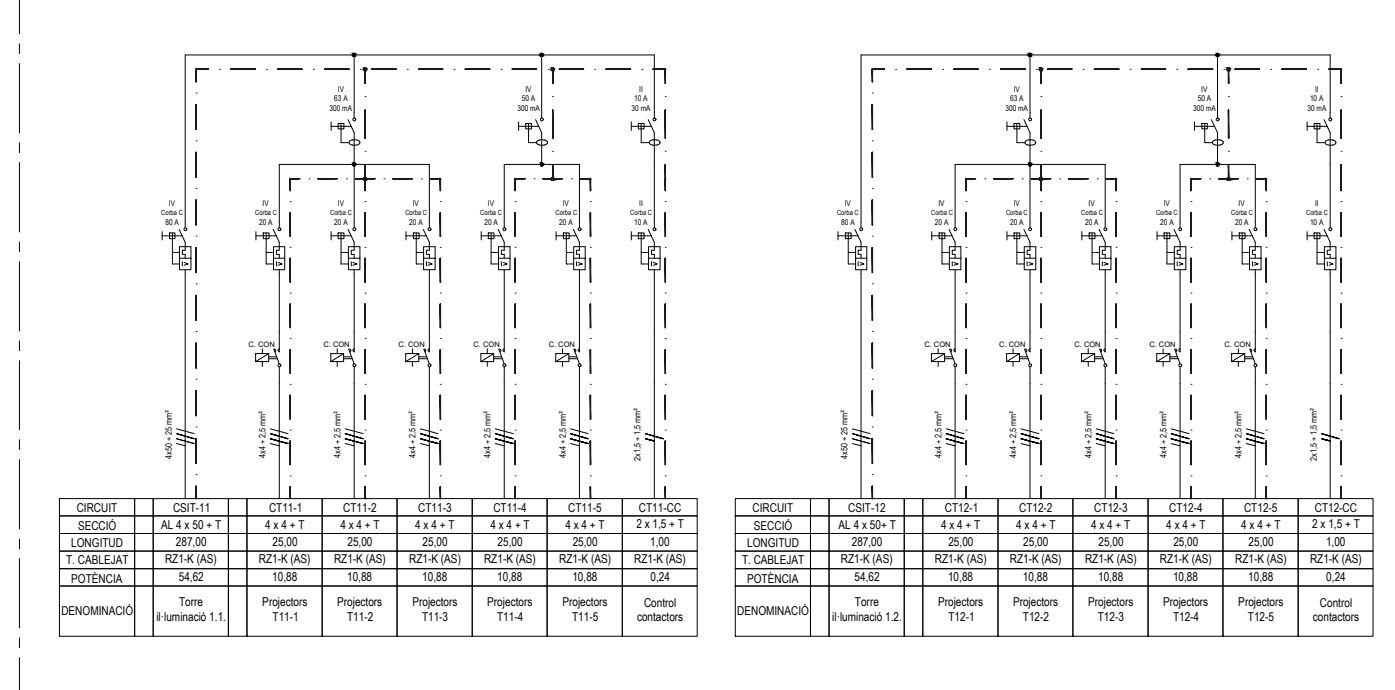 IV IV II IV IV II
63 A 50 A 10 A 63 A 50 A 10 A
300 mA 300 mA 30 mA 300 mA 300 mA 30 mA
IV IV IV IV IV IV II IV IV IV IV IV IV II
Corba C Corba C Corba C Corba C Corba C Corba C Corba C Corba C Corba C Corba C Corba C Corba C Corba C Corba C
80 A 20 A 20 A 20 A 20 A 20 A 10 A 80 A 20 A 20 A 20 A 20 A 20 A 10 A
I> I> I> I> I> I> I> I> I> I> I> I> I> I>
C. CON C. CON C. CON C. CON C. CON C. CON C. CON C. CON C. CON C. CON
4x50 + 25 mm² 4x4 + 2,5 mm² 4x4 + 2,5 mm² 4x4 + 2,5 mm² 4x4 + 2,5 mm² 4x4 + 2,5 mm² 2x1,5 + 1,5 mm² 4x50 + 25 mm² 4x4 + 2,5 mm² 4x4 + 2,5 mm² 4x4 + 2,5 mm² 4x4 + 2,5 mm² 4x4 + 2,5 mm² 2x1,5 + 1,5 mm²
CIRCUIT CSIT-11 CT11-1 CT11-2 CT11-3 CT11-4 CT11-5 CT11-CC
SECCIÓ AL 4 x 50 + T 4 x 4 + T 4 x 4 + T 4 x 4 + T 4 x 4 + T 4 x 4 + T 2 x 1,5 + T
LONGITUD 287,00 25,00 25,00 25,00 25,00 25,00 1,00
T. CABLEJAT RZ1-K (AS) RZ1-K (AS) RZ1-K (AS) RZ1-K (AS) RZ1-K (AS) RZ1-K (AS) RZ1-K (AS)
POTÈNCIA 54,62 10,88 10,88 10,88 10,88 10,88 0,24
DENOMINACIÓ Torre il·luminació 1.1. Projectors T11-1 Projectors T11-2 Projectors T11-3 Projectors T11-4 Projectors T11-5 Control contactors
CIRCUIT CSIT-12 CT12-1 CT12-2 CT12-3 CT12-4 CT12-5 CT12-CC
SECCIÓ AL 4 x 50+ T 4 x 4 + T 4 x 4 + T 4 x 4 + T 4 x 4 + T 4 x 4 + T 2 x 1,5 + T
LONGITUD 287,00 25,00 25,00 25,00 25,00 25,00 1,00
T. CABLEJAT RZ1-K (AS) RZ1-K (AS) RZ1-K (AS) RZ1-K (AS) RZ1-K (AS) RZ1-K (AS) RZ1-K (AS)
POTÈNCIA 54,62 10,88 10,88 10,88 10,88 10,88 0,24
DENOMINACIÓ Torre il·luminació 1.2. Projectors T12-1 Projectors T12-2 Projectors T12-3 Projectors T12-4 Projectors T12-5 Control contactors